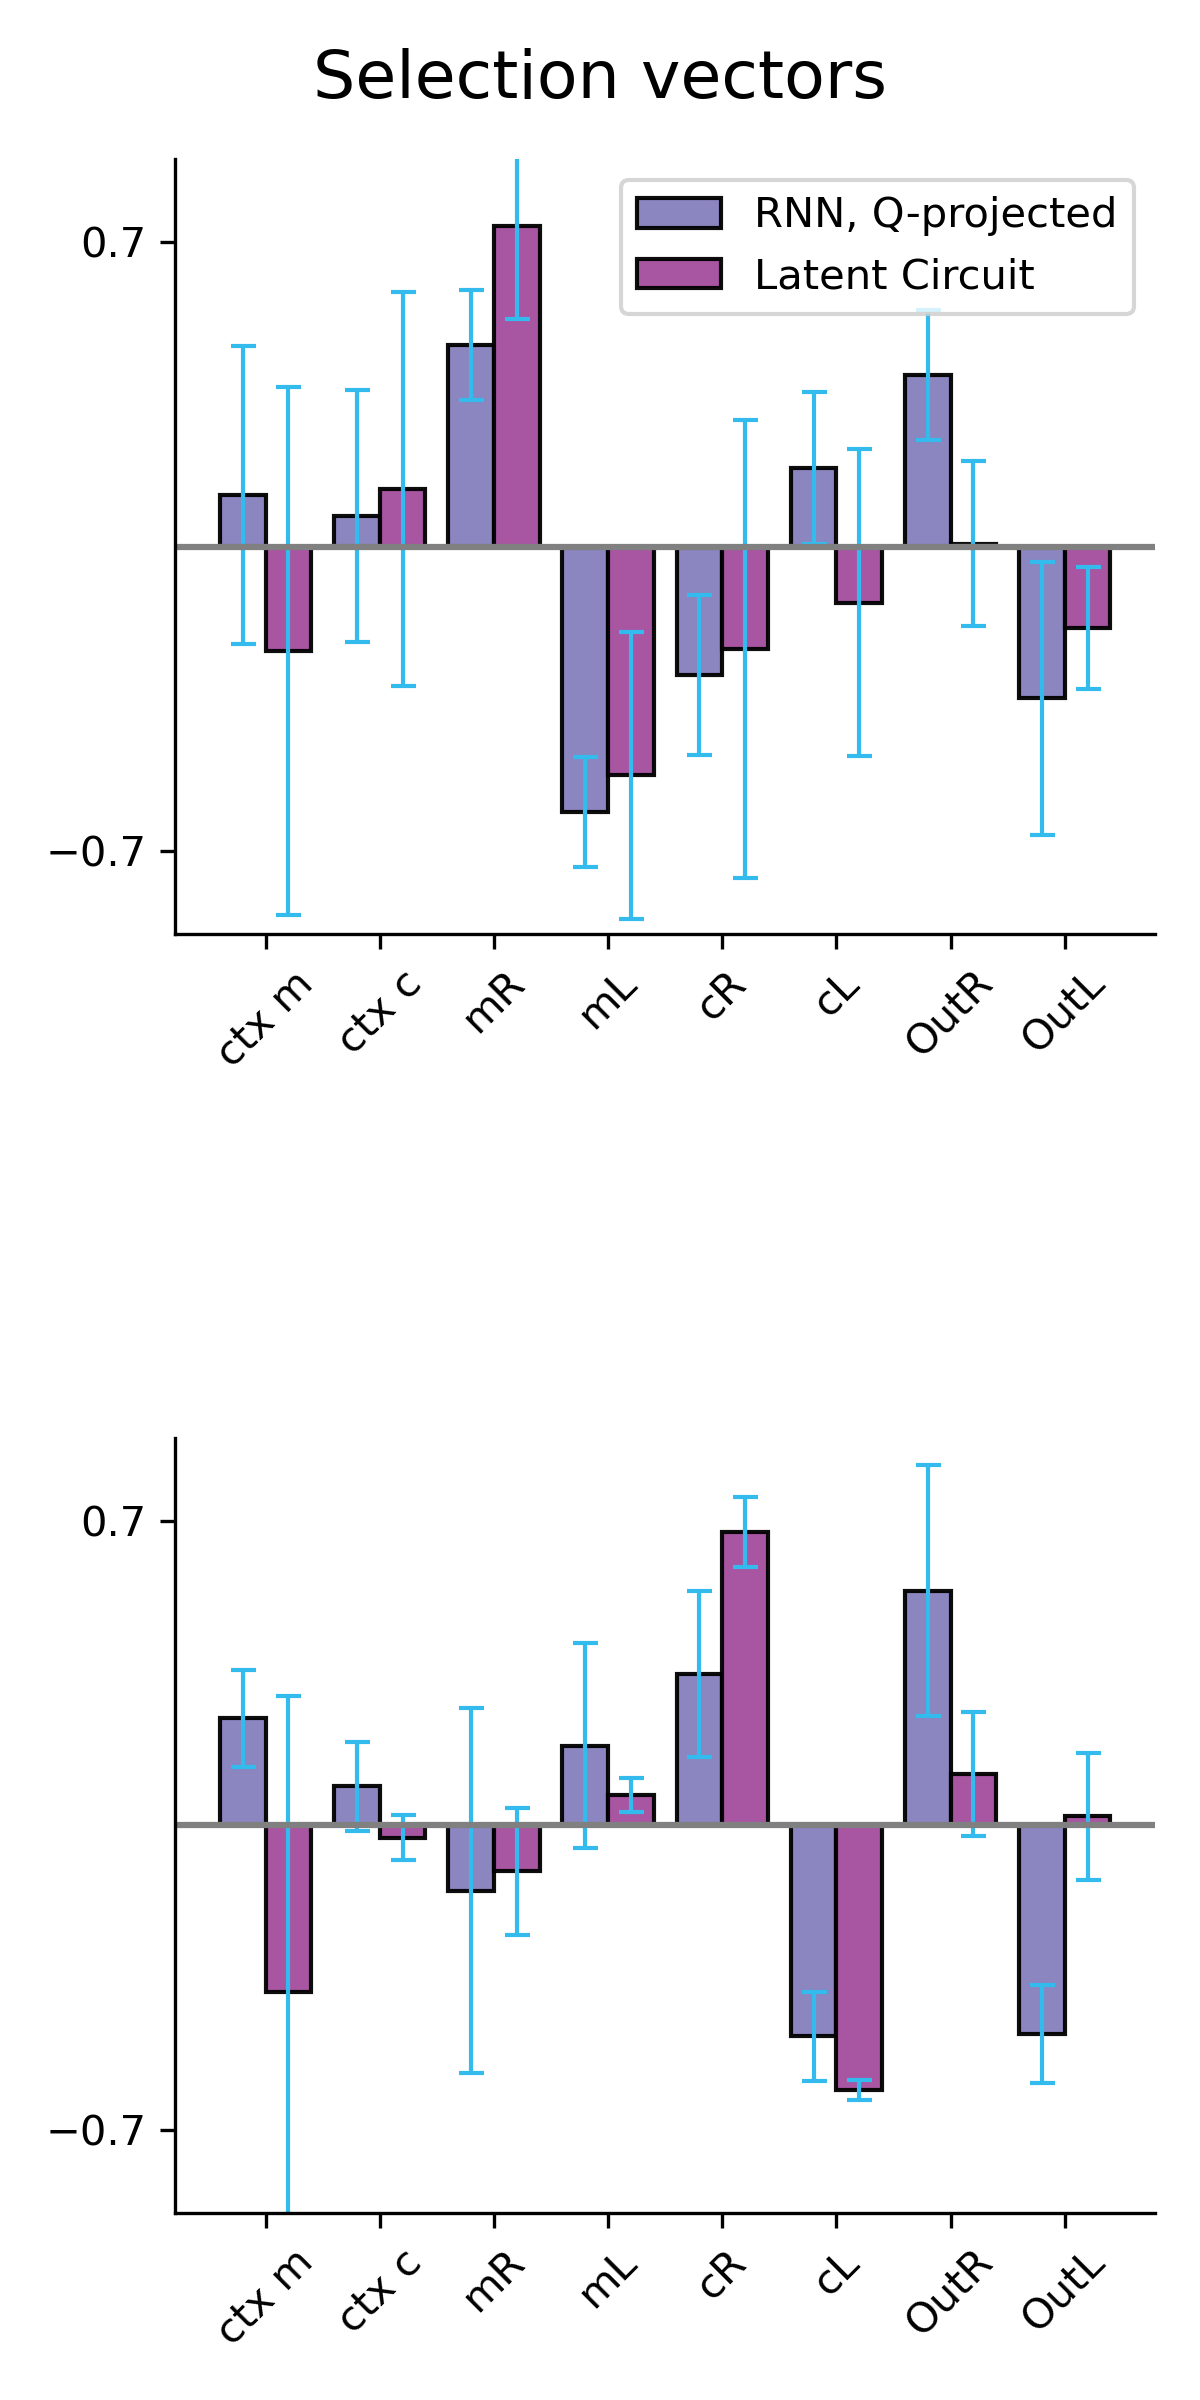 Selection vectors
RNN, Q-projected
Latent Circuit
0.7
−0.7
ctx m
ctx c
mR
mL
cR
cL
OutR
OutL
0.7
−0.7
ctx m
ctx c
mR
mL
cR
cL
OutR
OutL